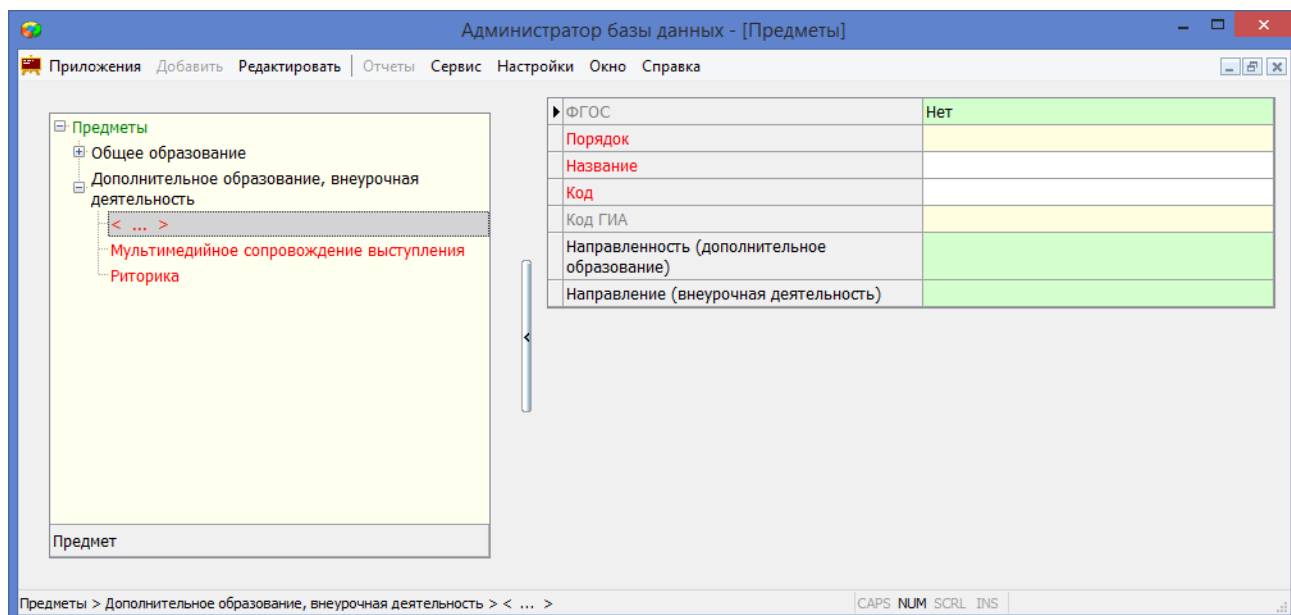 Администратор базы данных - [Предметы]
Приложения Добавить Редактировать Отчеты Сервис Настройки Окно Справка
Предметы
Общее образование
Дополнительное образование, внеурочная
деятельность
< ... >
Мультимедийное сопровождение выступления
Риторика
Предмет
ФГОС Нет
Порядок
Название
Код
Код ГИА
Направленность (дополнительное
образование)
Направление (внеурочная деятельность)
Предметы > Дополнительное образование, внеурочная деятельность > < ... >
CAPS NUM SCRL INS